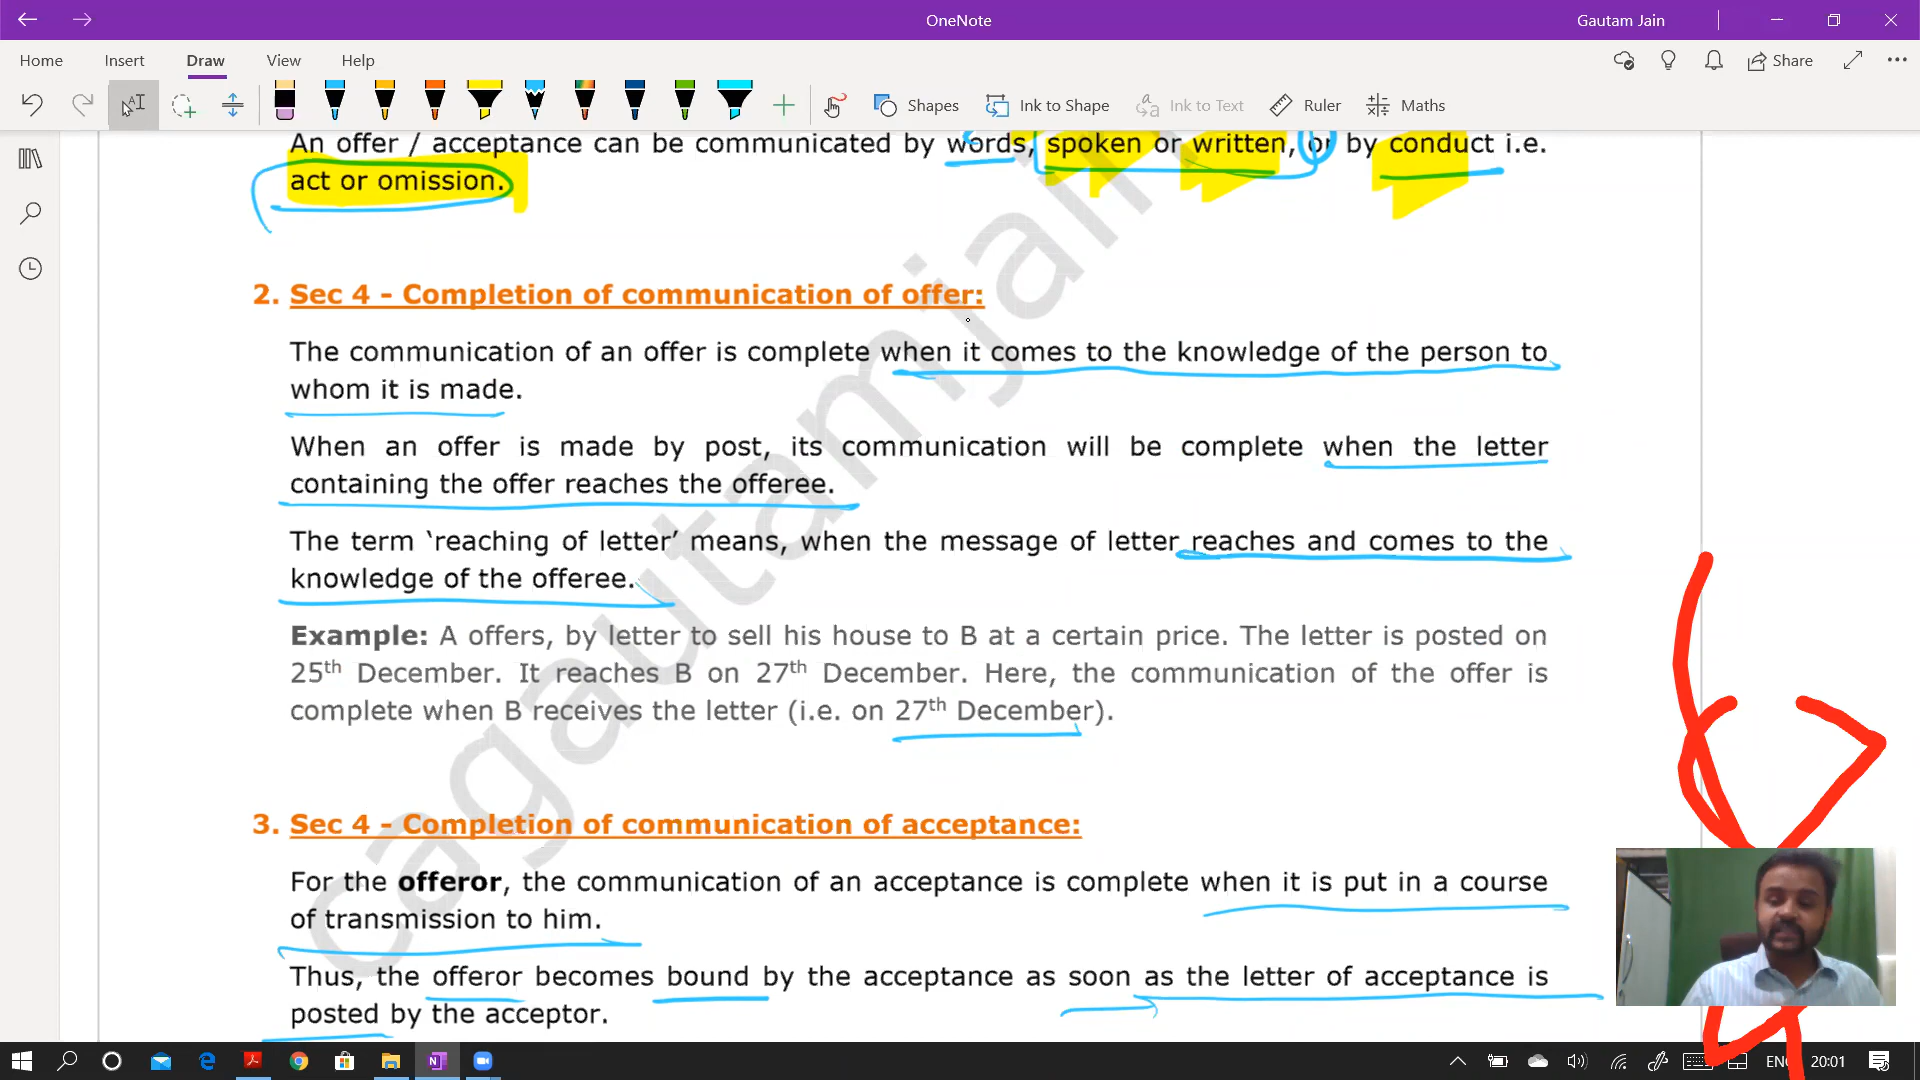 OneNote
Gautam Jain
Home Insert Draw View Help
Share
Shapes Ink to Shape Ink to Text Ruler Maths
An offer / acceptance can be communicated by words, spoken or written, or by conduct i.e.
act or omission.
2. Sec 4 - Completion of communication of offer:
The communication of an offer is complete when it comes to the knowledge of the person to
whom it is made.
When an offer is made by post, its communication will be complete when the letter
containing the offer reaches the offeree.
The term ‘reaching of letter’ means, when the message of letter reaches and comes to the
knowledge of the offeree.
Example: A offers, by letter to sell his house to B at a certain price. The letter is posted on
25th December. It reaches B on 27th December. Here, the communication of the offer is
complete when B receives the letter (i.e. on 27th December).
3. Sec 4 - Completion of communication of acceptance:
For the offeror, the communication of an acceptance is complete when it is put in a course
of transmission to him.
Thus, the offeror becomes bound by the acceptance as soon as the letter of acceptance is
posted by the acceptor.
Cagautamjain
20:01